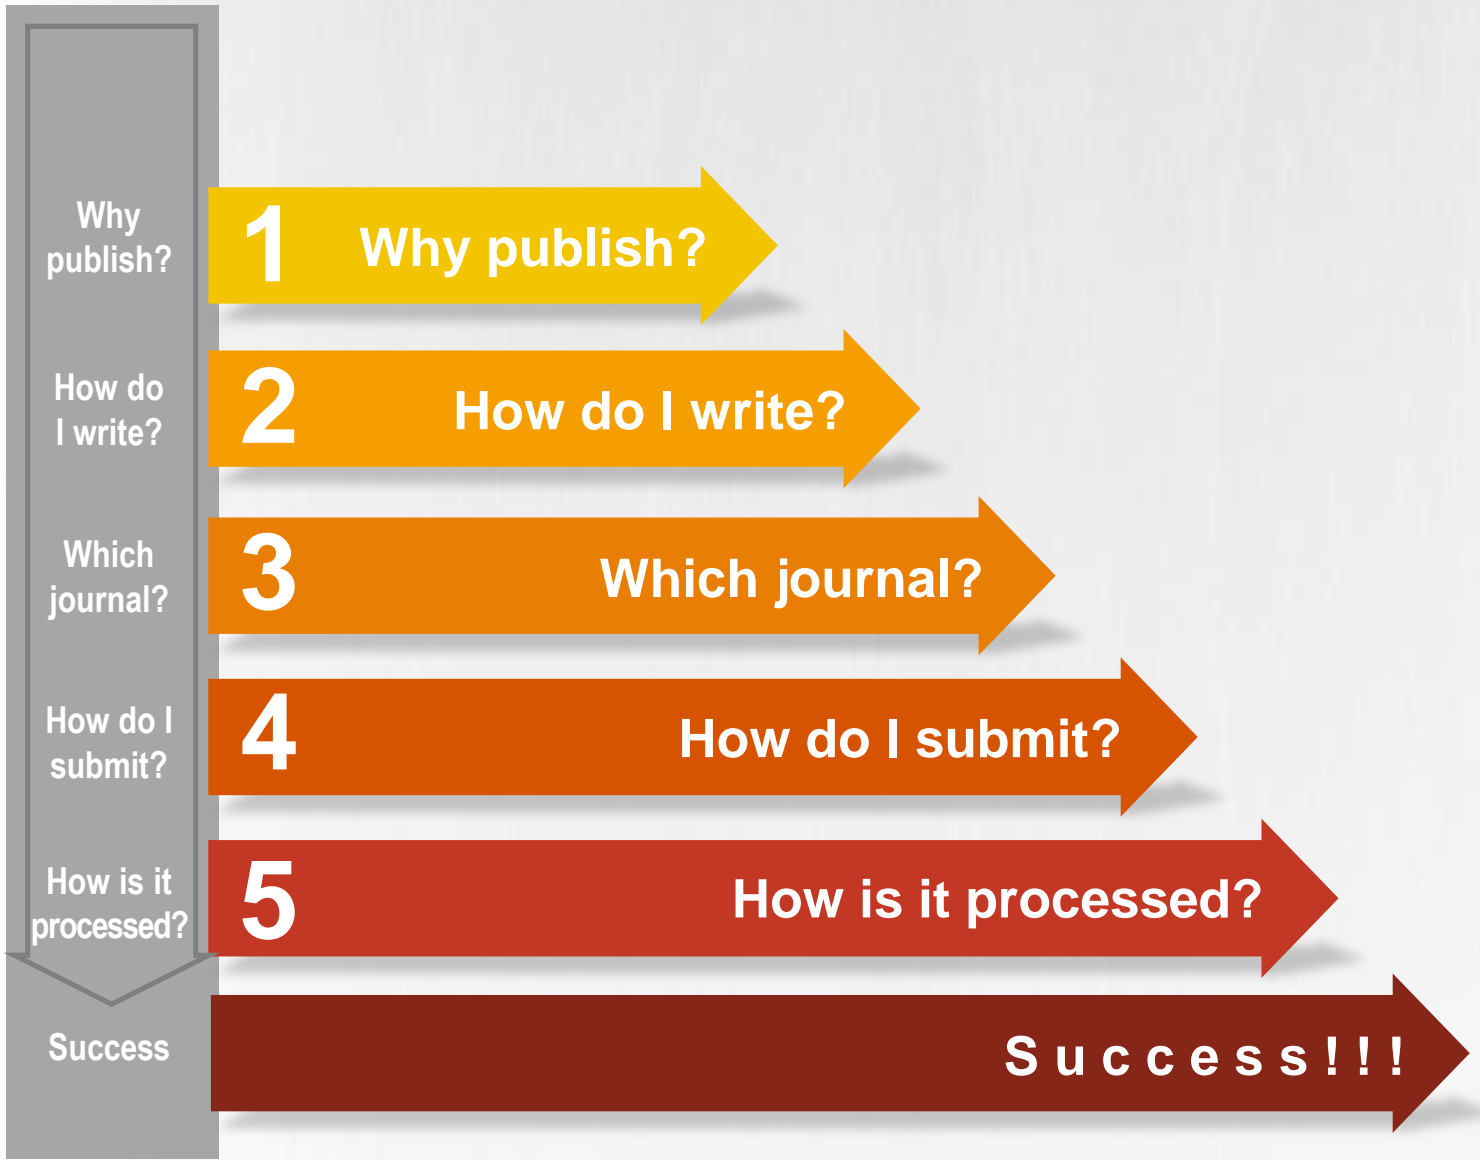 Why
publish?
1 Why publish?
How do
I write?
2 How do I write?
Which
journal?
3 Which journal?
How do I
submit?
4 How do I submit?
How is it
processed?
5 How is it processed?
Success
Success!!!